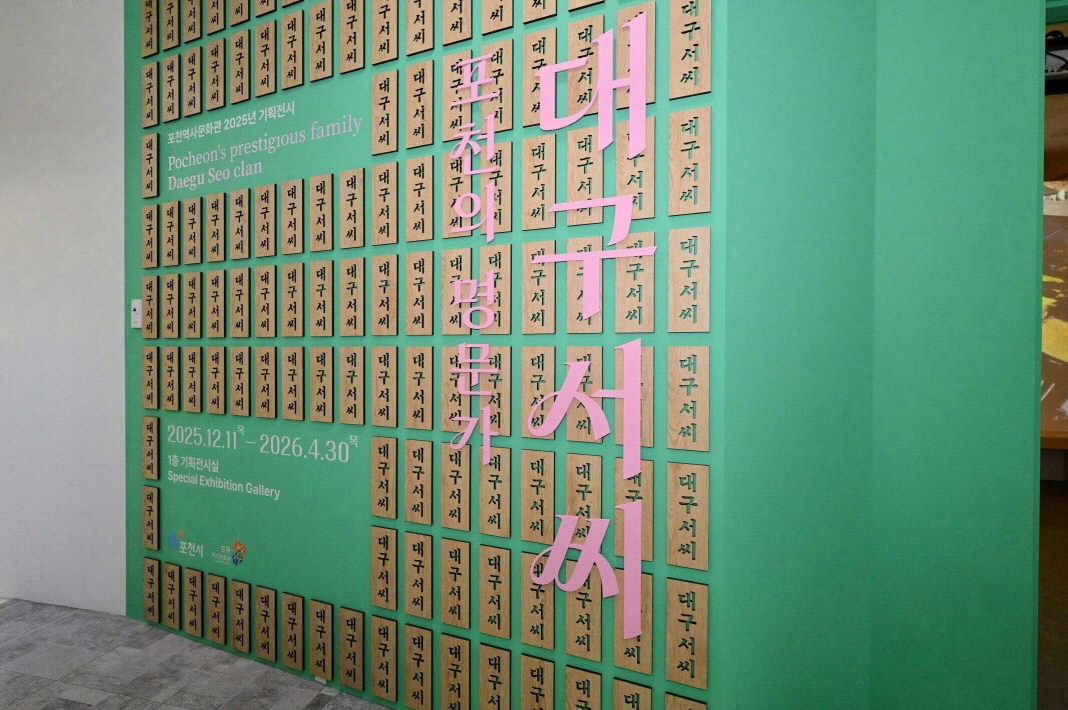 포천역사문화관 2025년 기획전시
Pocheon's prestigious family
Daegu Seo clan
포천의 명문가
대구서씨
2025.12.11목 – 2026.4.30목
1층 기획전시실
Special Exhibition Gallery
포천시
대구서씨